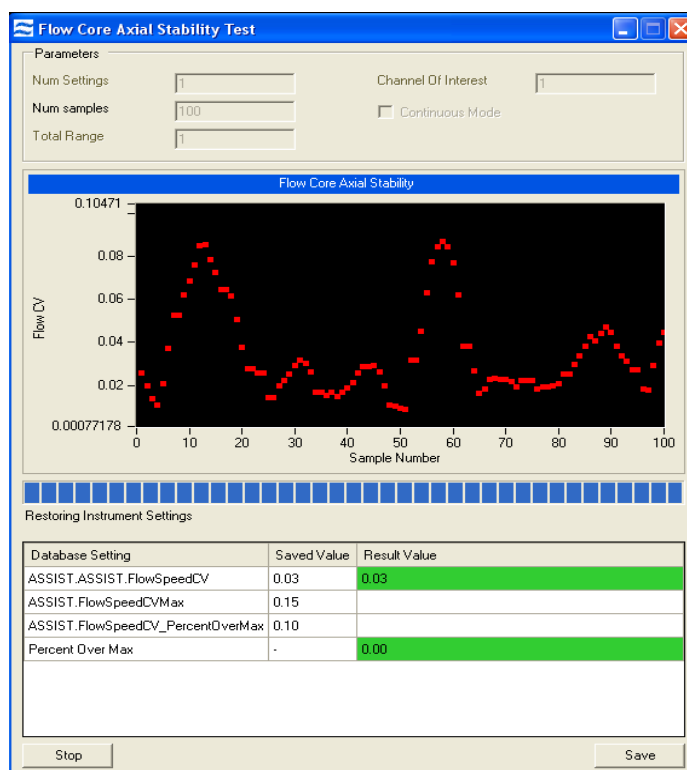 Flow Core Axial Stability Test
Parameters
Num Settings 1 Channel Of Interest 1
Num samples 100 Continuous Mode
Total Range 1
Flow Core Axial Stability
0.10471
0.08
0.06
0.04
0.02
0.00077178
Flow CV
0 10 20 30 40 50 60 70 80 90 100
Sample Number
Restoring Instrument Settings
Database Setting Saved Value Result Value
ASSIST.ASSIST.FlowSpeedCV 0.03 0.03
ASSIST.FlowSpeedCVMax 0.15
ASSIST.FlowSpeedCV_PercentOverMax 0.10
Percent Over Max - 0.00
Stop Save